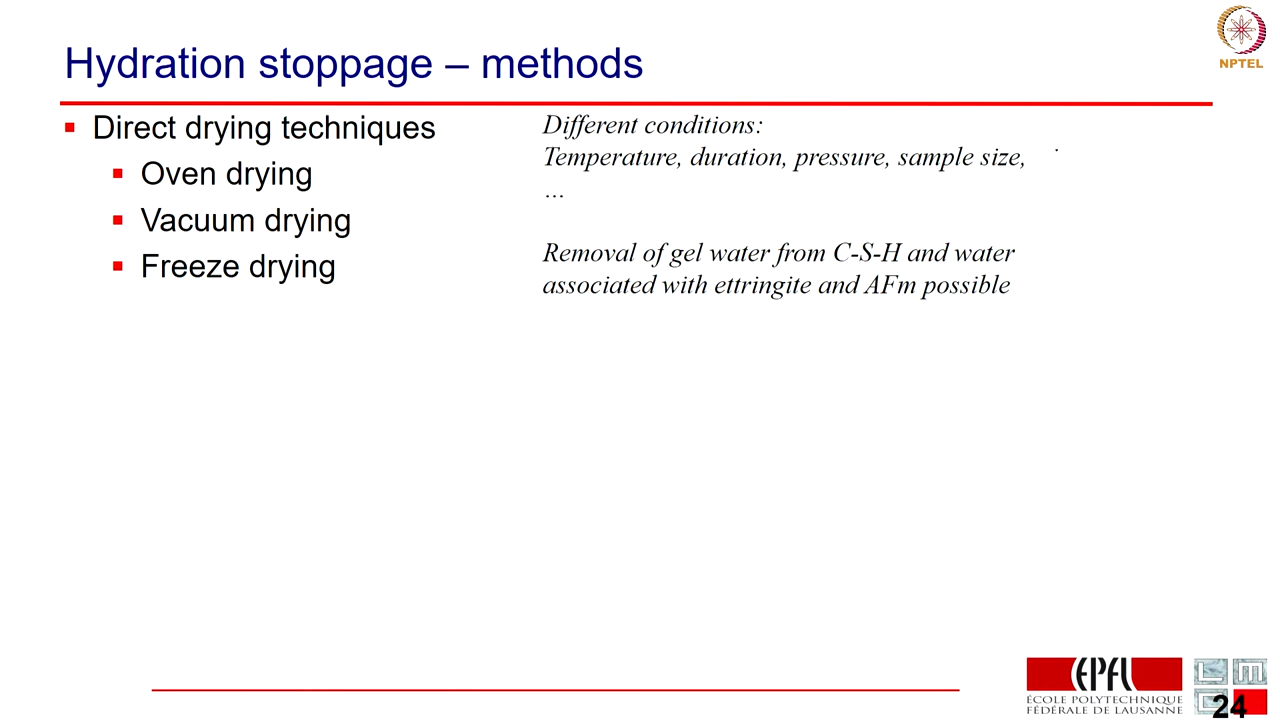 Hydration stoppage – methods
NPTEL
Direct drying techniques
Oven drying
Vacuum drying
Freeze drying
Different conditions:
Temperature, duration, pressure, sample size,
...
Removal of gel water from C-S-H and water
associated with ettringite and AFm possible
EPFL
ÉCOLE POLYTECHNIQUE
FÉDÉRALE DE LAUSANNE
LMC
24